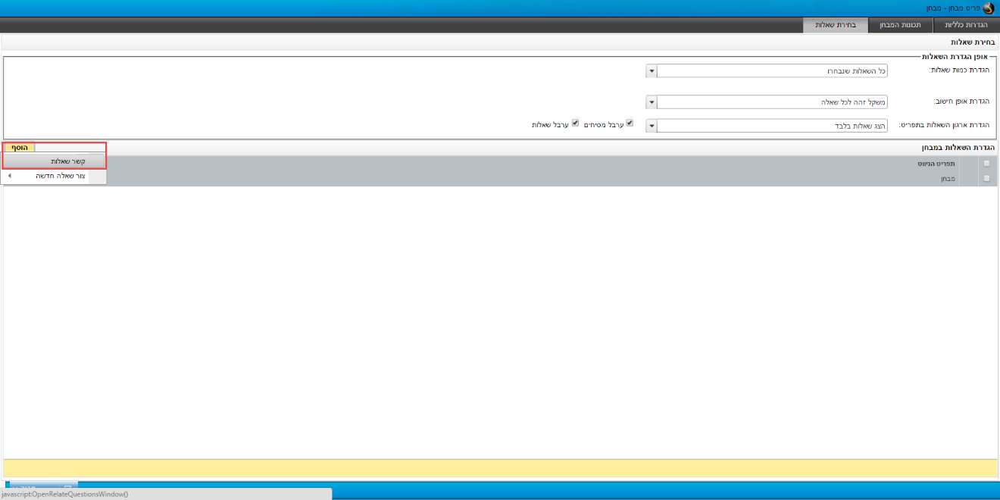 פריט מבחן - מבחן
הגדרות כלליות תכונות המבחן בחירת שאלות
בחירת שאלות
אופן הגדרת השאלות
הגדרת כמות שאלות: כל השאלות שנבחרו
הגדרת אופן חישוב: משקל זהה לכל שאלה
הגדרת ארגון השאלות בתפריט: הצג שאלות בלבד ערבל מסיחים ערבל שאלות
הגדרת השאלות במבחן הוסף
תפריט הניווט קשר שאלות
מבחן צור שאלה חדשה
javascript:OpenRelateQuestionsWindow()